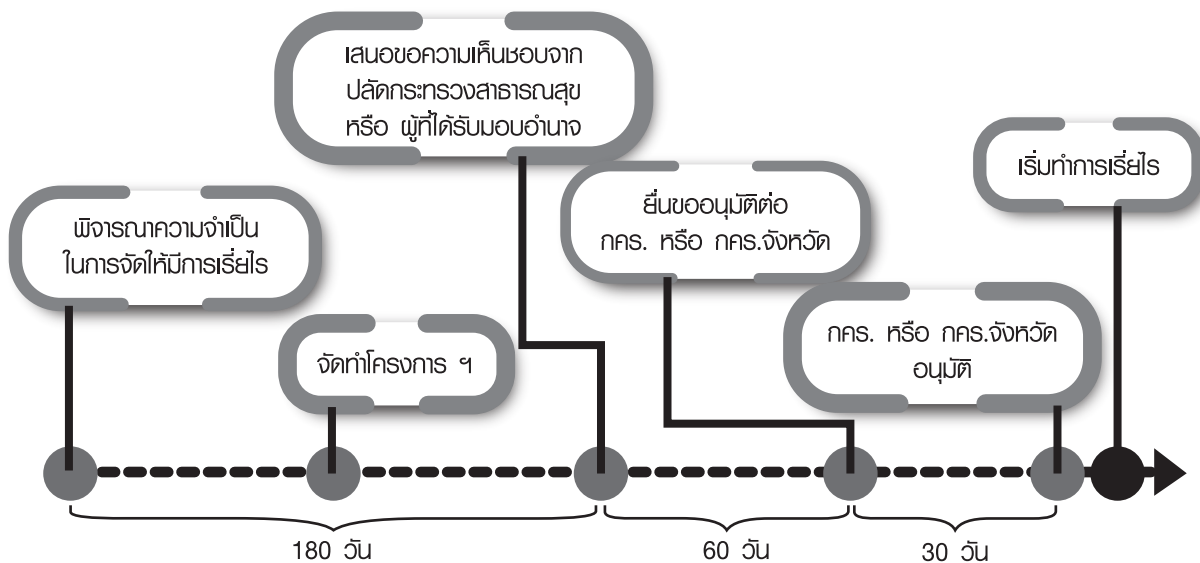 พิจารณาความจำเป็น
ในการจัดให้มีการเรี่ยไร
จัดทำโครงการ ฯ
เสนอขอความเห็นชอบจาก
ปลัดกระทรวงสาธารณสุข
หรือ ผู้ที่ได้รับมอบอำนาจ
ยื่นขออนุมัติต่อ
กคร. หรือ กคร.จังหวัด
กคร. หรือ กคร.จังหวัด
อนุมัติ
เริ่มทำการเรี่ยไร
180 วัน
60 วัน
30 วัน